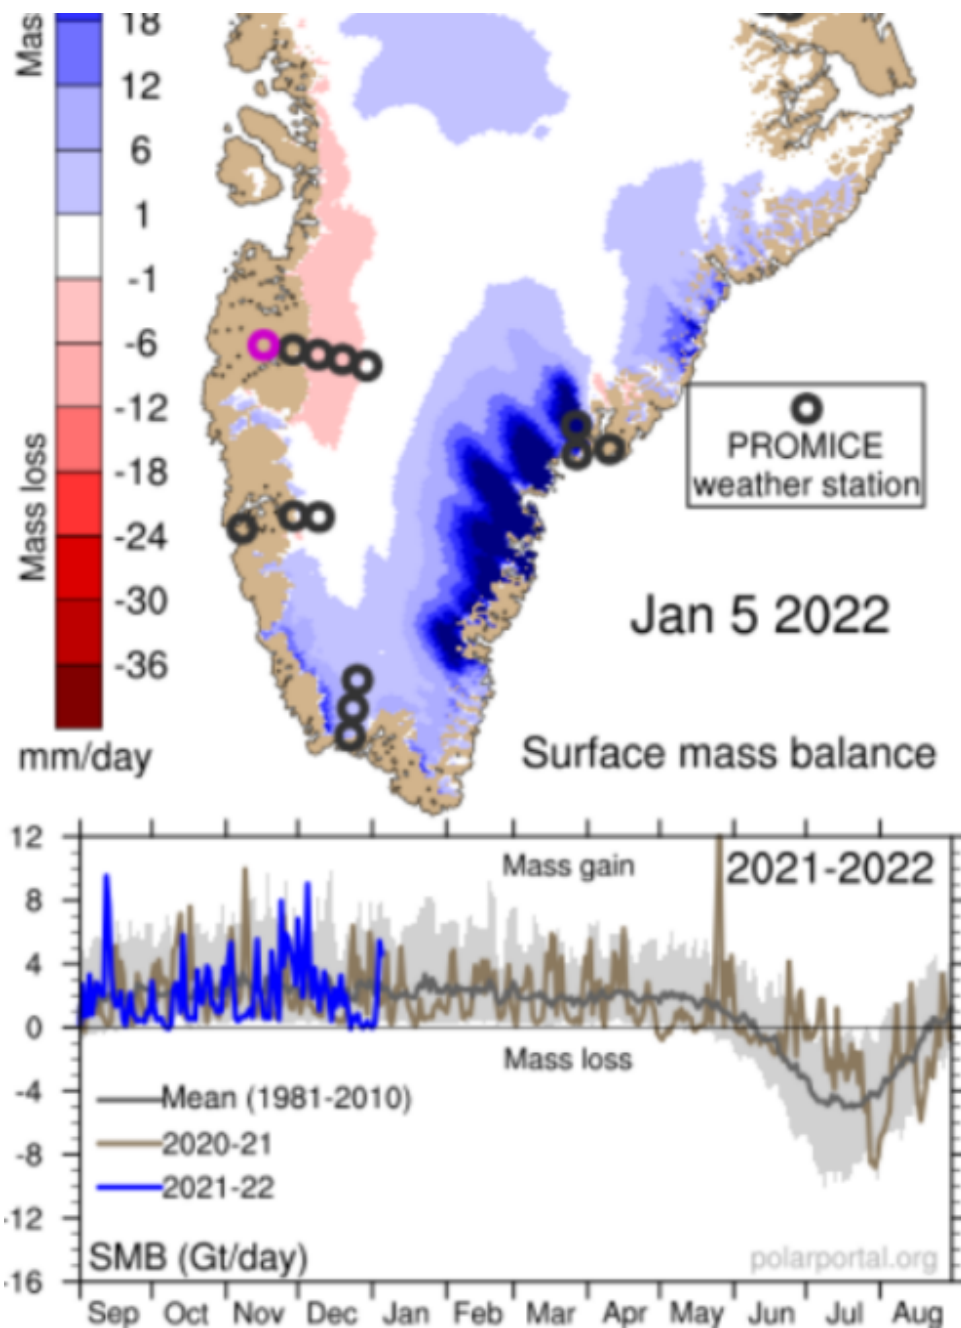 Mass
18
12
6
1
-1
-6
-12
-18
-24
-30
-36
Mass loss
mm/day
PROMICE
weather station
Jan 5 2022
Surface mass balance
12
8
4
0
-4
-8
-12
-16
Mass gain
2021-2022
Mass loss
Mean (1981-2010)
2020-21
2021-22
SMB (Gt/day)
polarportal.org
Sep Oct Nov Dec Jan Feb Mar Apr May Jun Jul Aug